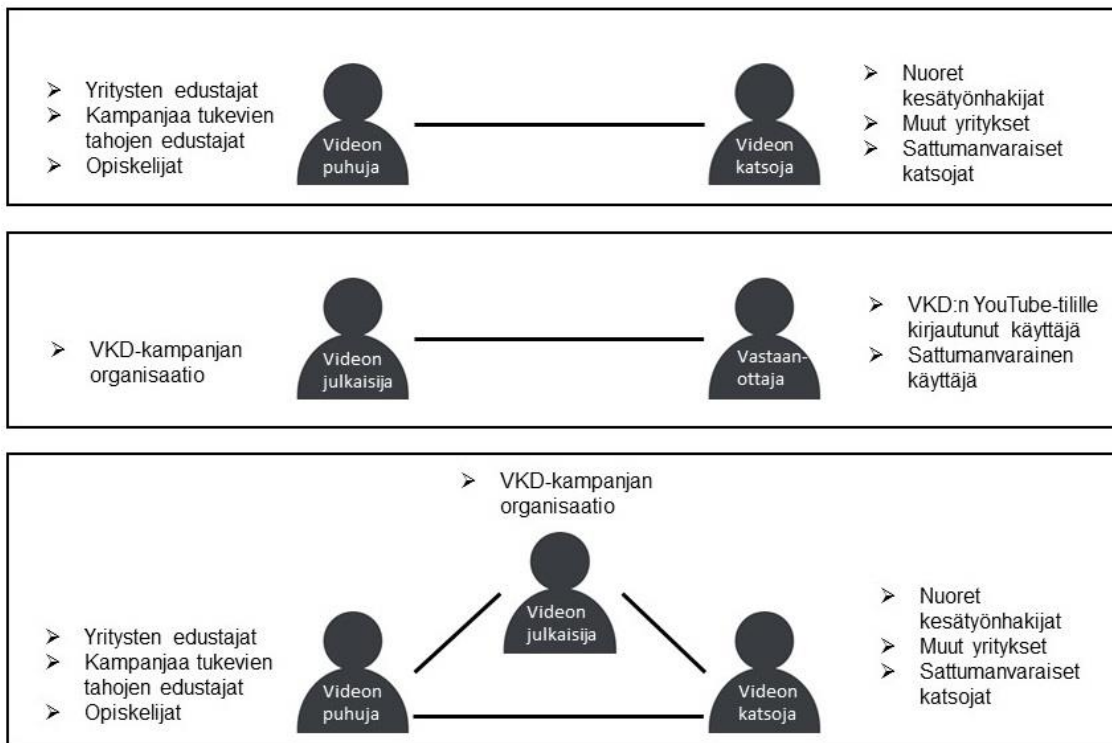 ➢ Yritysten edustajat
➢ Kampanjaa tukevien
tahojen edustajat
➢ Opiskelijat
Videon
puhuja
Videon
katsoja
➢ Nuoret
kesätyönhakijat
➢ Muut yritykset
➢ Sattumanvaraiset
katsojat
➢ VKD-kampanjan
organisaatio
Videon
julkaisija
Vastaan-
ottaja
➢ VKD:n YouTube-tilille
kirjautunut käyttäjä
➢ Sattumanvarainen
käyttäjä
➢ VKD-kampanjan
organisaatio
Videon
julkaisija
➢ Yritysten edustajat
➢ Kampanjaa tukevien
tahojen edustajat
➢ Opiskelijat
Videon
puhuja
Videon
katsoja
➢ Nuoret
kesätyönhakijat
➢ Muut yritykset
➢ Sattumanvaraiset
katsojat